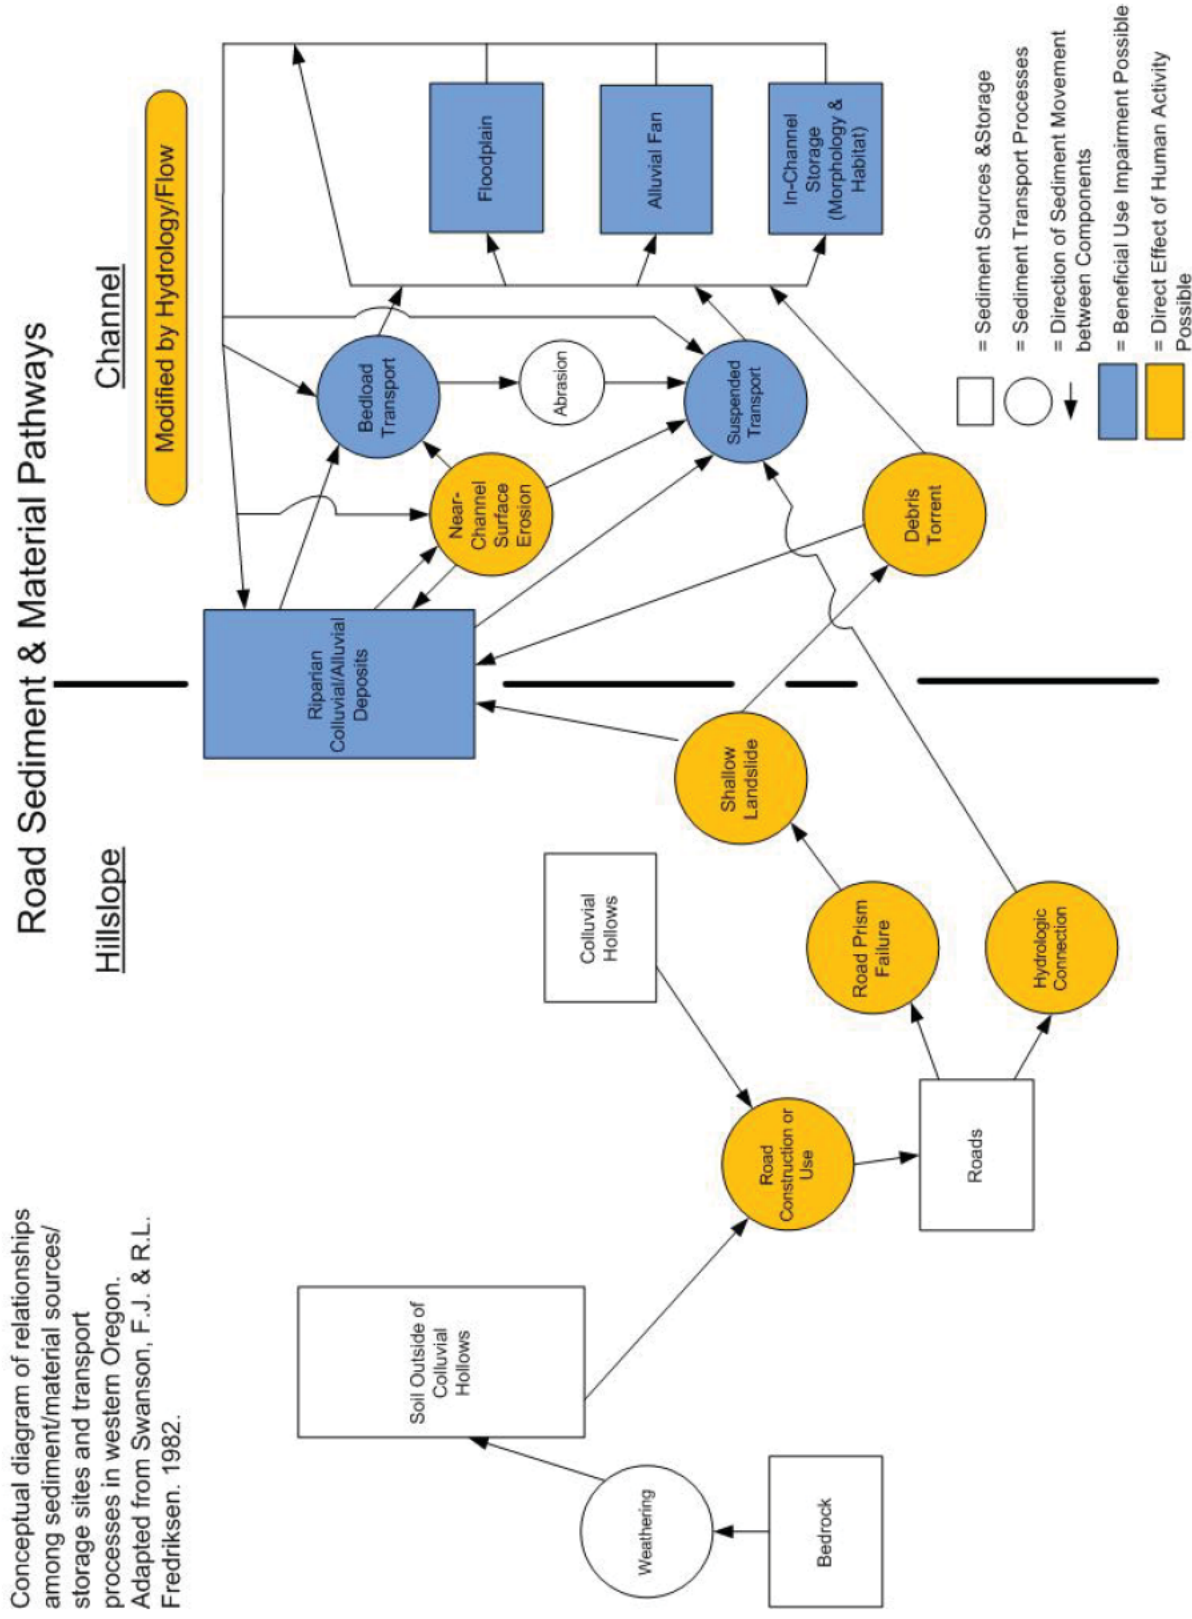 Road Sediment & Material Pathways
Conceptual diagram of relationships
among sediment/material sources/
storage sites and transport
processes in western Oregon.
Adapted from Swanson, F.J. & R.L.
Fredriksen. 1982.
Hillslope
Channel
Modified by Hydrology/Flow
Soil Outside of
Colluvial
Hollows
Weathering
Bedrock
Colluvial
Hollows
Road
Construction or
Use
Roads
Road Prism
Failure
Hydrologic
Connection
Shallow
Landslide
Riparian
Colluvial/Alluvial
Deposits
Near-
Channel
Surface
Erosion
Bedload
Transport
Abrasion
Suspended
Transport
Debris
Torrent
Floodplain
Alluvial Fan
In-Channel
Storage
(Morphology &
Habitat)
= Sediment Sources &Storage
= Sediment Transport Processes
= Direction of Sediment Movement
between Components
= Beneficial Use Impairment Possible
= Direct Effect of Human Activity
Possible